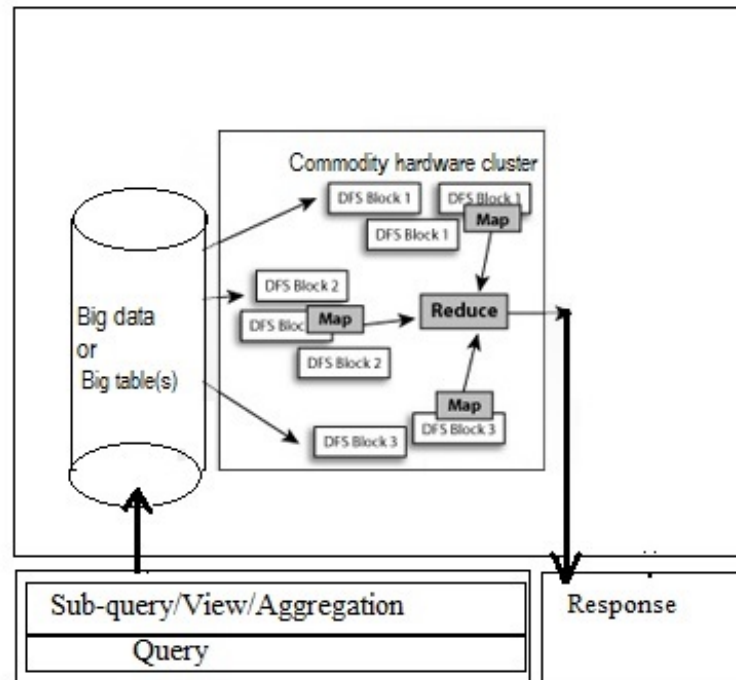 Commodity hardware cluster
DFS Block 1
DFS Block 1
DFS Block 1
Map
DFS Block 2
DFS Bloc
Map
DFS Block 2
Reduce
Map
DFS Block 3
DFS Block 3
Big data
or
Big table(s)
Sub-query/View/Aggregation
Query
Response